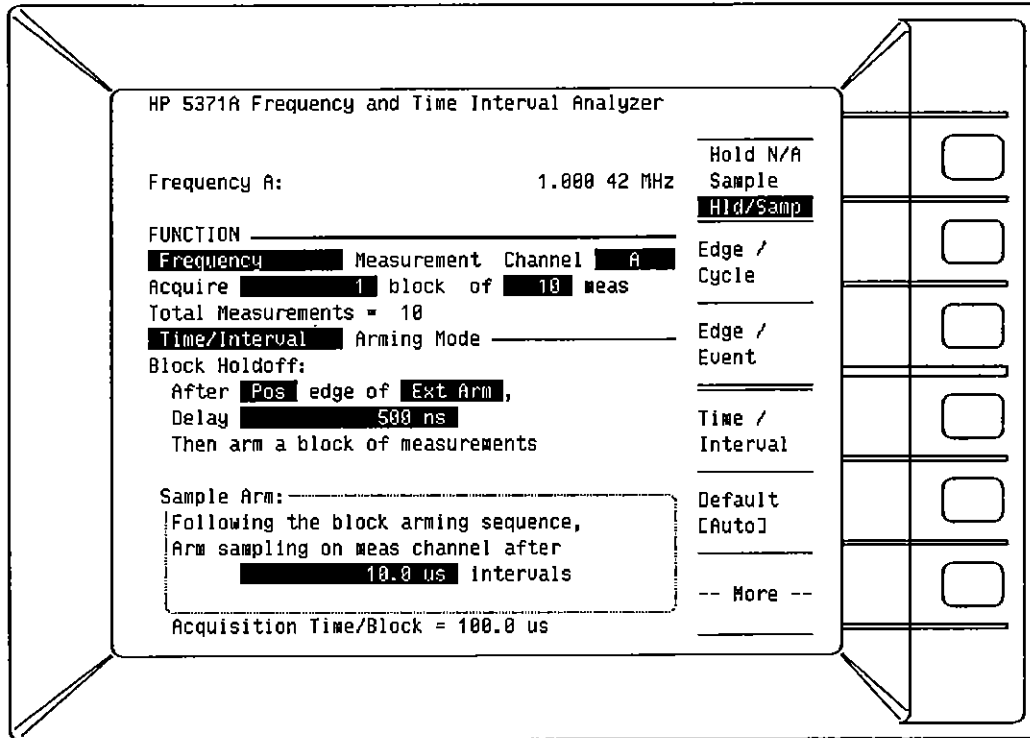 HP 5371A Frequency and Time Interval Analyzer
Frequency A: 1.000 42 MHz
FUNCTION
Frequency Measurement Channel A
Acquire 1 block of 10 meas
Total Measurements = 10
Time/Interval Arming Mode
Block Holdoff:
After Pos edge of Ext Arm,
Delay 500 ns
Then arm a block of measurements
Sample Arm:
Following the block arming sequence,
Arm sampling on meas channel after
10.0 us intervals
Acquisition Time/Block = 100.0 us
Hold N/A
Sample
Hld/Samp
Edge /
Cycle
Edge /
Event
Time /
Interval
Default
[Auto]
-- More --